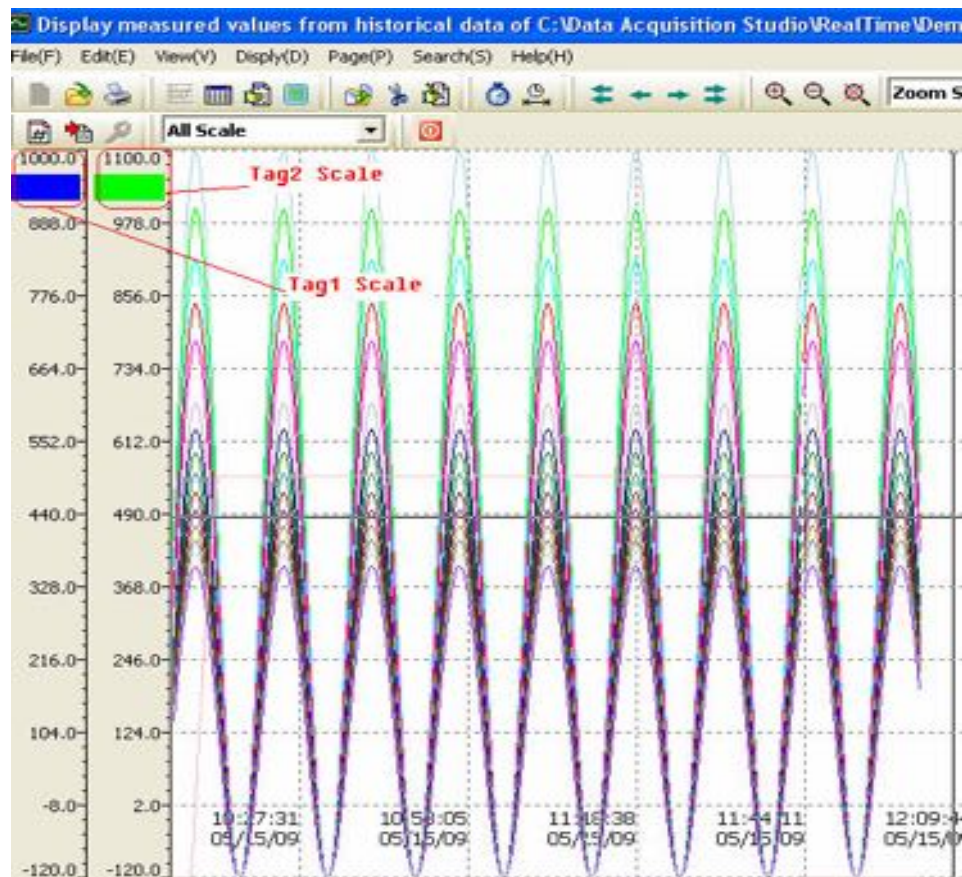 Display measured values from historical data of C:\Data Acquisition Studio\RealTime\Dem
File(F) Edit(E) View(V) Disply(D) Page(P) Search(S) Help(H)
Zoom S
All Scale
1000.0 1100.0
Tag2 Scale
888.0 978.0
Tag1 Scale
776.0 856.0
664.0 734.0
552.0 612.0
440.0 490.0
328.0 368.0
216.0 246.0
104.0 124.0
-8.0 2.0
10:27:31 10:53:05 11:18:38 11:44:11 12:09:4
05/15/09 05/15/09 05/15/09 05/15/09 05/15/0
-120.0 -120.0